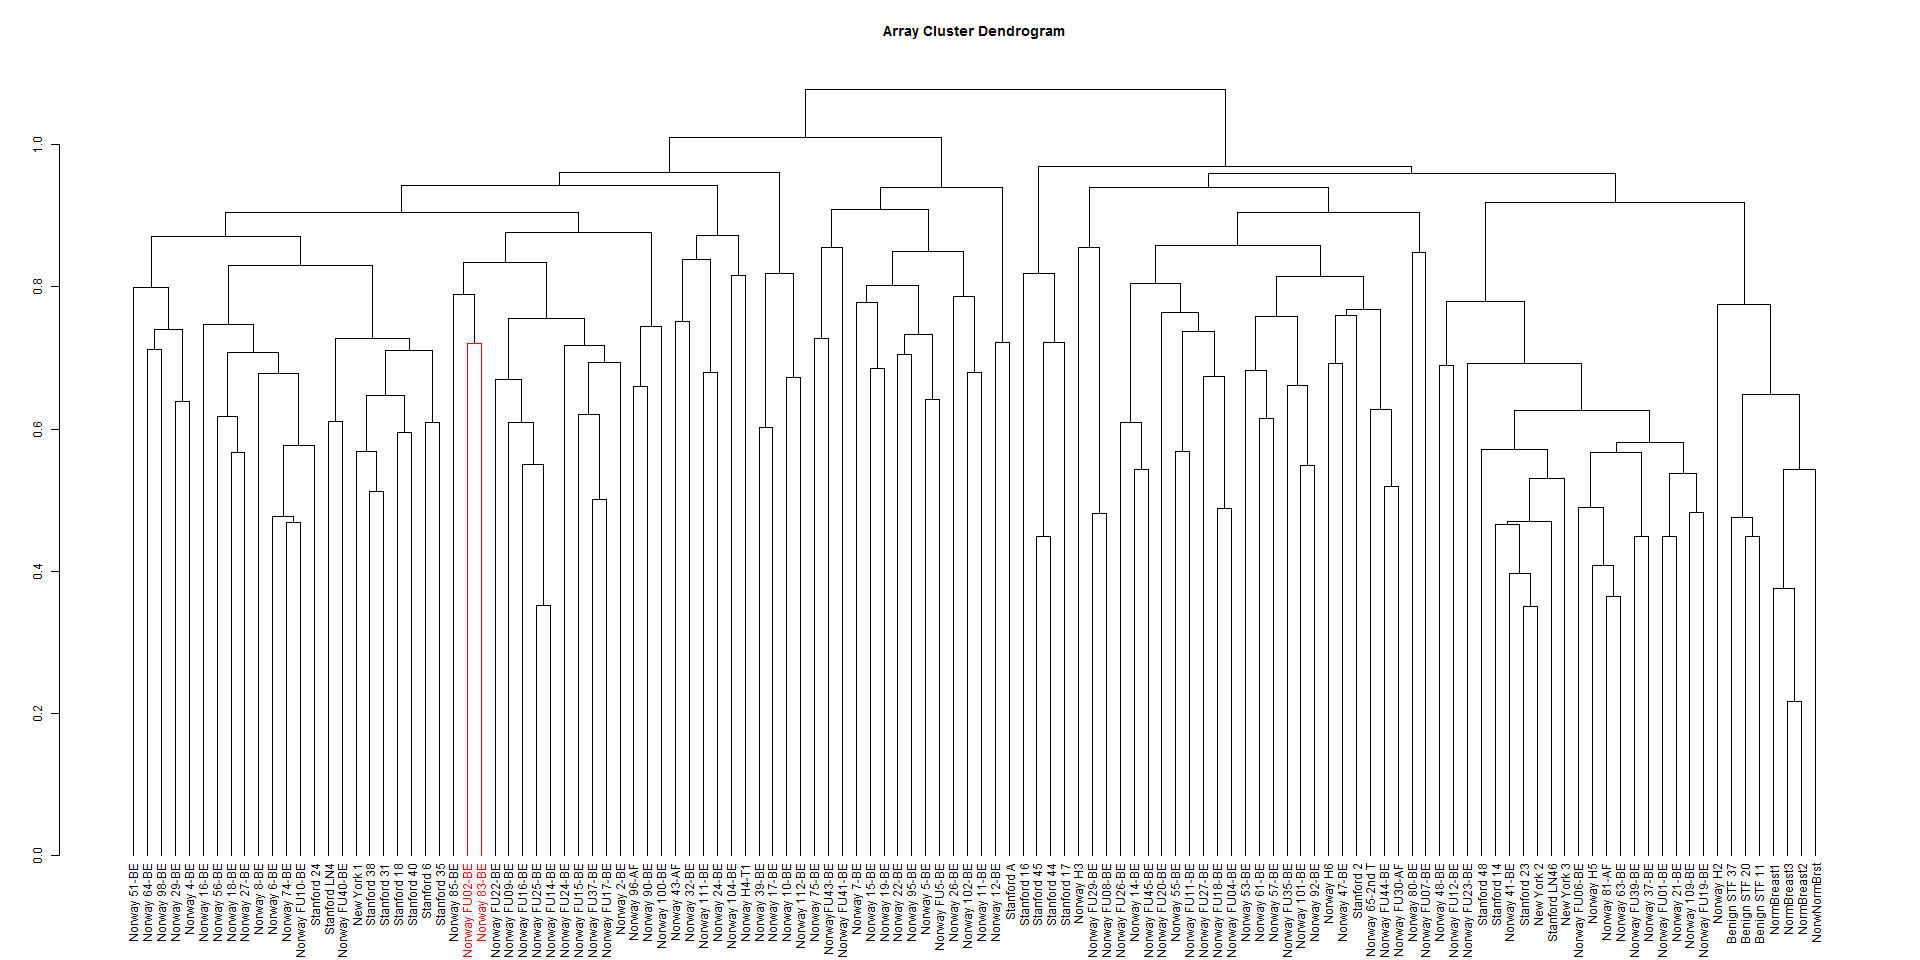 Array Cluster Dendrogram
1.0
0.8
0.6
0.4
0.2
0.0
Norway 51-BE
Norway 64-BE
Norway 98-BE
Norway 29-BE
Norway 4-BE
Norway 16-BE
Norway 56-BE
Norway 18-BE
Norway 27-BE
Norway 8-BE
Norway 6-BE
Norway 74-BE
Norway FU10-BE
Stanford 24
Stanford LN4
Norway FU40-BE
New York 1
Stanford 38
Stanford 31
Stanford 18
Stanford 40
Stanford 6
Stanford 35
Norway 85-BE
Norway FU02-BE
Norway 83-BE
Norway FU22-BE
Norway FU09-BE
Norway FU16-BE
Norway FU25-BE
Norway FU14-BE
Norway FU24-BE
Norway FU15-BE
Norway FU37-BE
Norway FU17-BE
Norway 2-BE
Norway 96-AF
Norway 90-BE
Norway 100-BE
Norway 43-AF
Norway 32-BE
Norway 111-BE
Norway 24-BE
Norway 104-BE
Norway H4-T1
Norway 39-BE
Norway 17-BE
Norway 10-BE
Norway 112-BE
Norway 75-BE
NorwayFU43-BE
Norway FU41-BE
Norway 7-BE
Norway 15-BE
Norway 19-BE
Norway 22-BE
Norway 95-BE
Norway 5-BE
Norway FU5-BE
Norway 26-BE
Norway 102-BE
Norway 11-BE
Norway 12-BE
Stanford A
Stanford 16
Stanford 45
Stanford 44
Stanford 17
Norway H3
Norway FU29-BE
Norway FU08-BE
Norway FU26-BE
Norway 14-BE
Norway FU45-BE
Norway FU20-BE
Norway 55-BE
Norway FU11-BE
Norway FU27-BE
Norway FU18-BE
Norway FU04-BE
Norway 53-BE
Norway 61-BE
Norway 57-BE
Norway FU35-BE
Norway 101-BE
Norway 92-BE
Norway H6
Norway 47-BE
Stanford 2
Norway 65-2nd T
Norway FU44-BE
Norway FU30-AF
Norway 80-BE
Norway FU07-BE
Norway 48-BE
Norway FU12-BE
Norway FU23-BE
Stanford 48
Stanford 14
Norway 41-BE
Stanford 23
New York 2
Stanford LN46
New York 3
Norway FU06-BE
Norway H5
Norway 81-AF
Norway 63-BE
Norway FU39-BE
Norway 37-BE
Norway FU01-BE
Norway 21-BE
Norway 109-BE
Norway FU19-BE
Norway H2
Benign STF 37
Benign STF 20
Benign STF 11
NormBreast1
NormBreast3
NormBreast2
NowNormBrst